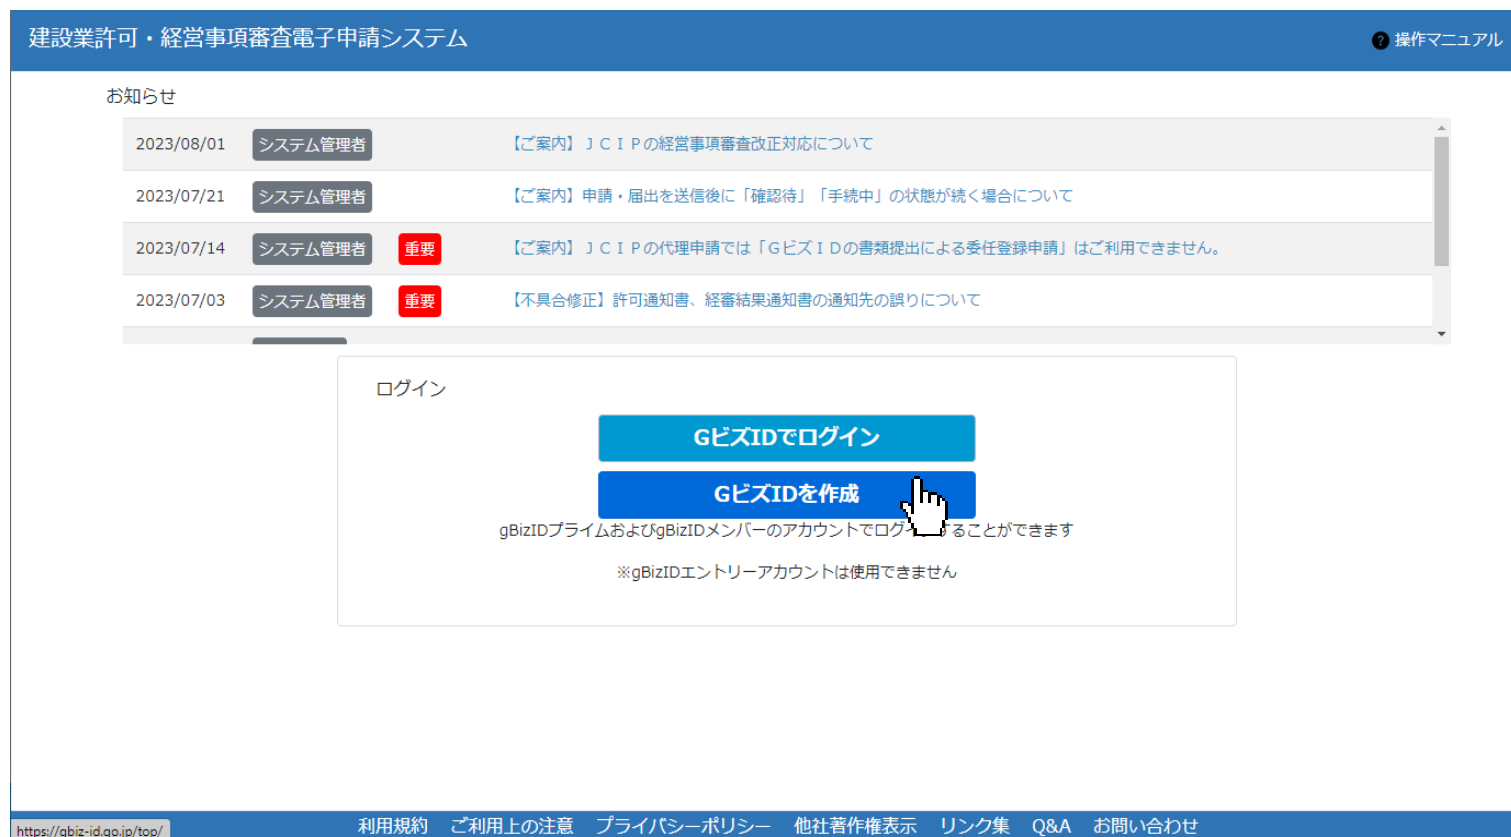 建設業許可・経営事項審査電子申請システム
操作マニュアル
お知らせ
2023/08/01 システム管理者 【ご案内】ＪＣＩＰの経営事項審査改正対応について
2023/07/21 システム管理者 【ご案内】申請・届出を送信後に「確認待」「手続中」の状態が続く場合について
2023/07/14 システム管理者 重要 【ご案内】ＪＣＩＰの代理申請では「ＧビズＩＤの書類提出による委任登録申請」はご利用できません。
2023/07/03 システム管理者 重要 【不具合修正】許可通知書、経審結果通知書の通知先の誤りについて
ログイン
GビズIDでログイン
GビズIDを作成
gBizIDプライムおよびgBizIDメンバーのアカウントでログインすることができます
※gBizIDエントリーアカウントは使用できません
利用規約 ご利用上の注意 プライバシーポリシー 他社著作権表示 リンク集 Q&A お問い合わせ
https://gbiz-id.go.jp/top/